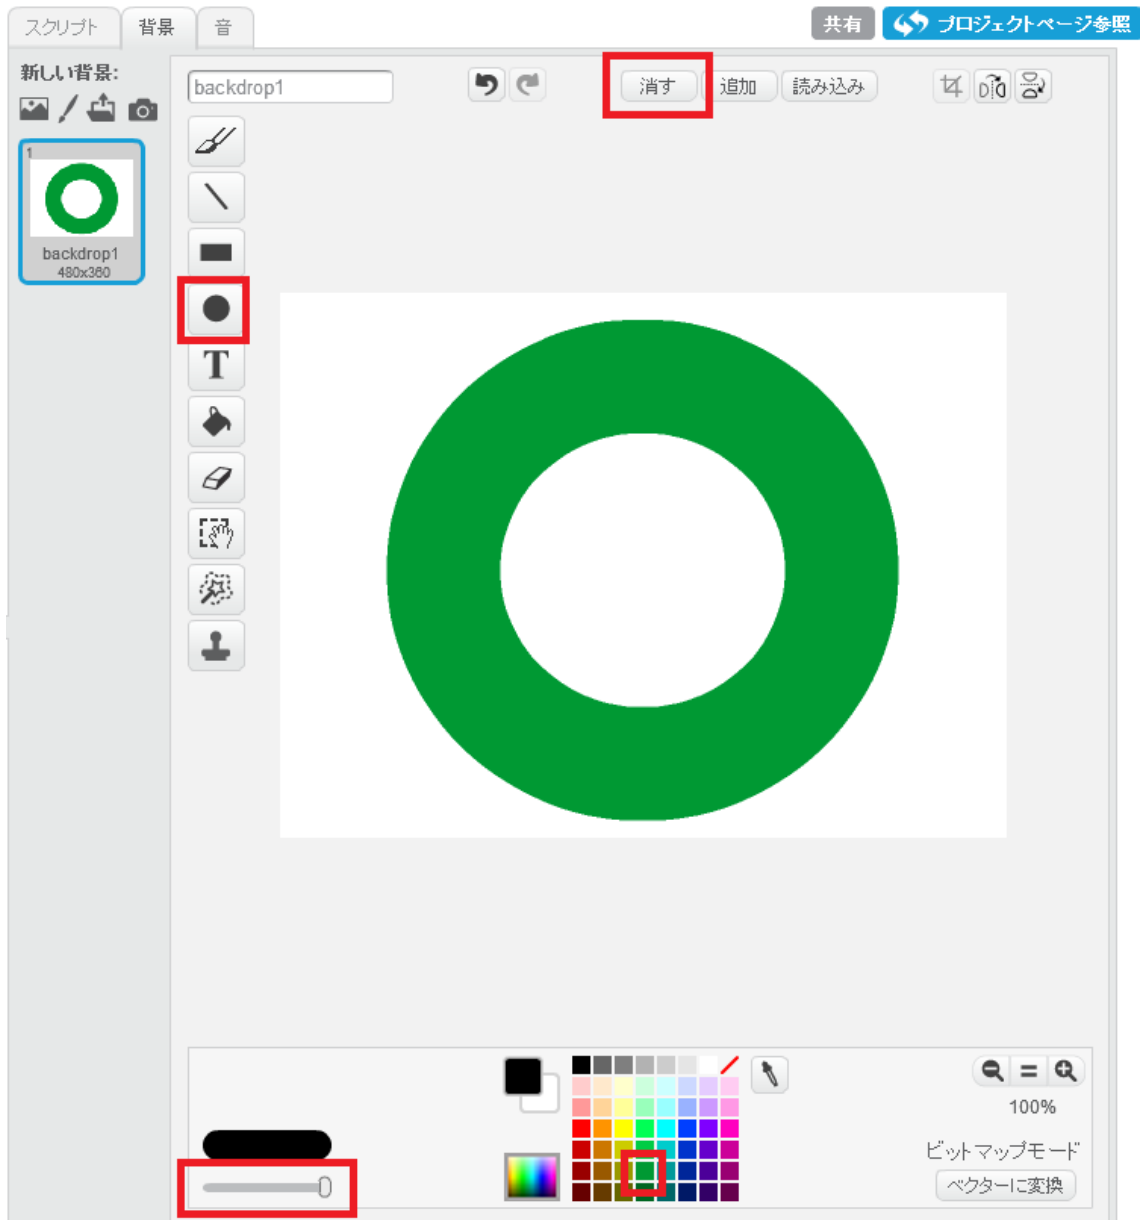 スクリプト 背景 音 共有 プロジェクトページ参照
新しい背景:
backdrop1 消す 追加 読み込み
1
backdrop1
480x360
T
100%
ビットマップモード
ベクターに変換